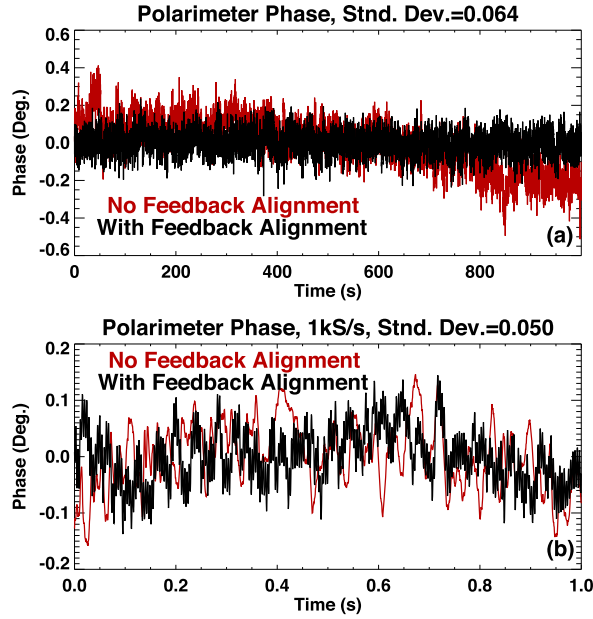 Polarimeter Phase, Stnd. Dev.=0.064
0.6
0.4
0.2
0.0
-0.2
-0.4
-0.6
Phase (Deg.)
No Feedback Alignment
With Feedback Alignment
(a)
0 200 400 600 800
Time (s)
Polarimeter Phase, 1kS/s, Stnd. Dev.=0.050
0.2
0.1
0.0
-0.1
-0.2
Phase (Deg.)
No Feedback Alignment
With Feedback Alignment
(b)
0.0 0.2 0.4 0.6 0.8 1.0
Time (s)